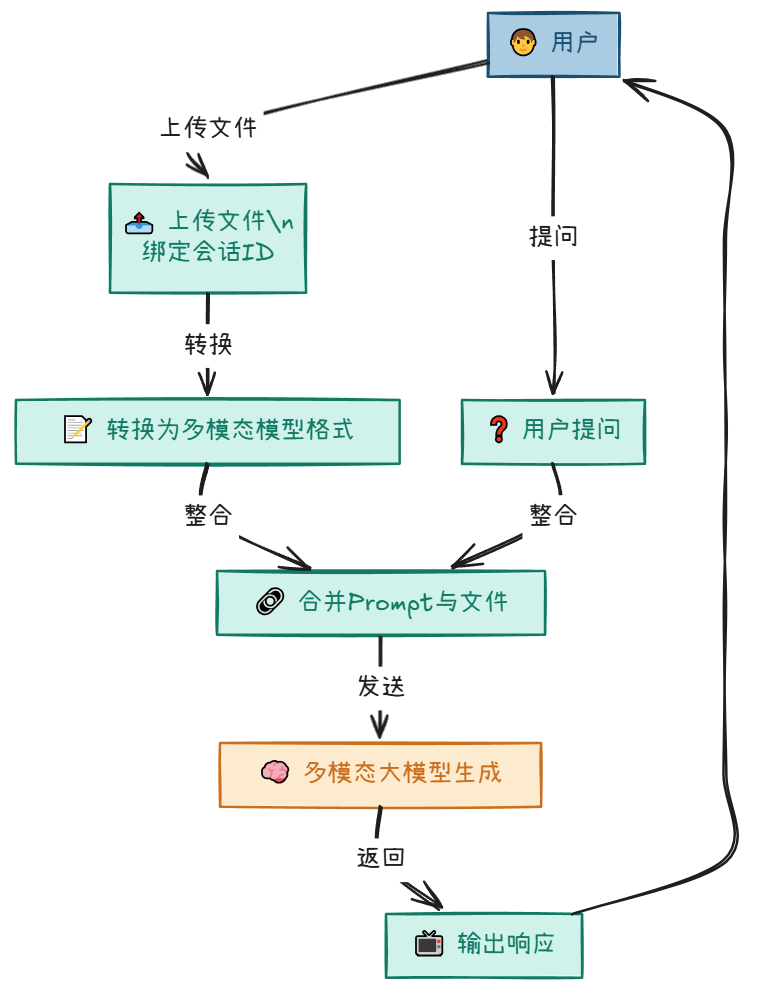 用户
上传文件
上传文件\n
绑定会话ID
提问
转换
转换为多模态模型格式
用户提问
整合
整合
合并Prompt与文件
发送
多模态大模型生成
返回
输出响应